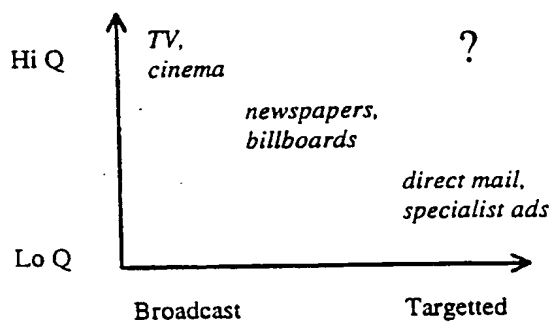 Hi Q
TV,
cinema
?
newspapers,
billboards
direct mail,
specialist ads
Lo Q
Broadcast
Targetted